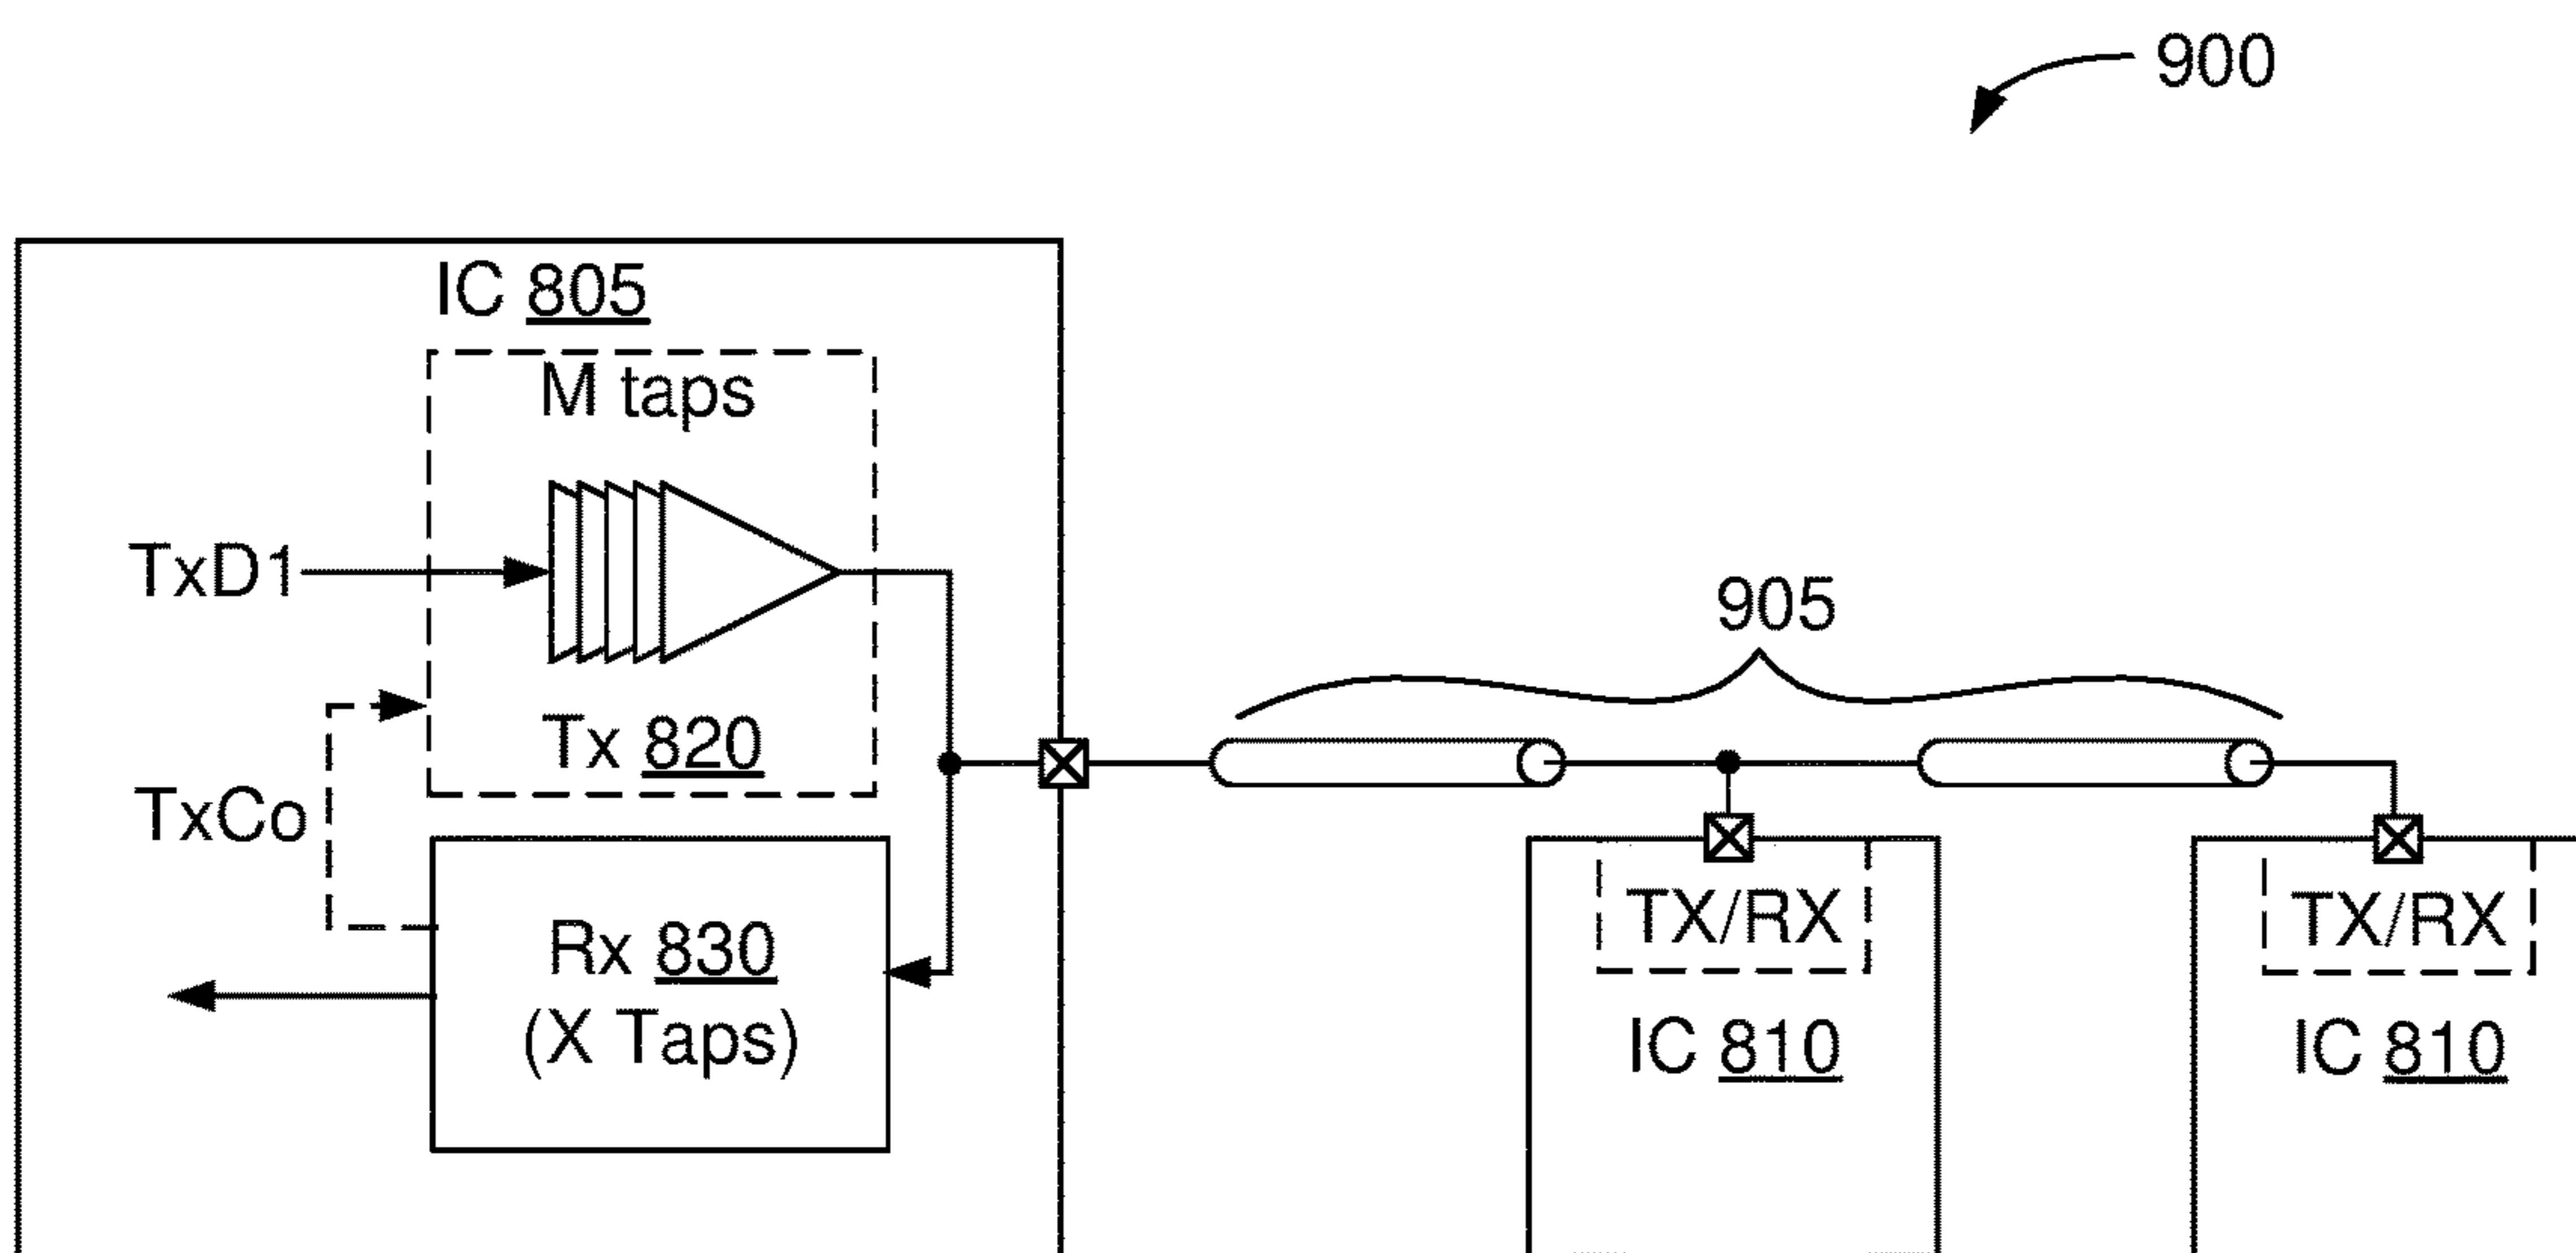 900
IC 805
M taps
TxD1
905
Tx 820
TxCo
TX/RX
TX/RX
Rx 830
(X Taps)
IC 810
IC 810